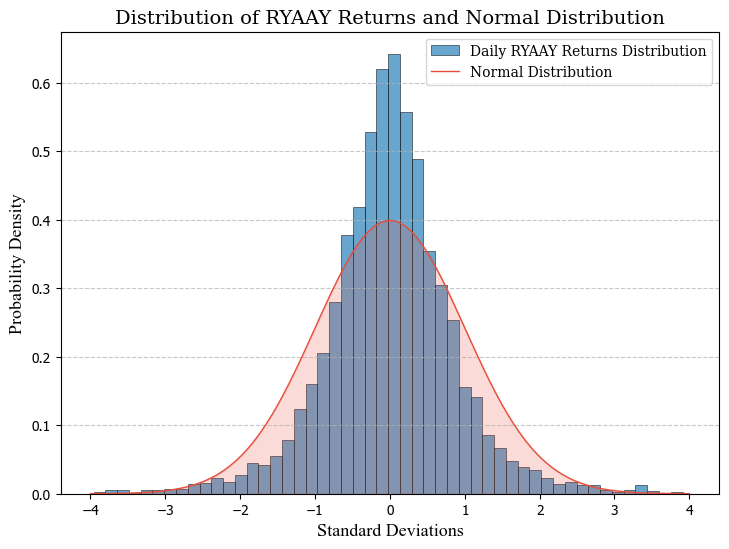 Distribution of RYAAY Returns and Normal Distribution
Daily RYAAY Returns Distribution
Normal Distribution
Probability Density
0.6
0.5
0.4
0.3
0.2
0.1
0.0
−4 −3 −2 −1 0 1 2 3 4
Standard Deviations